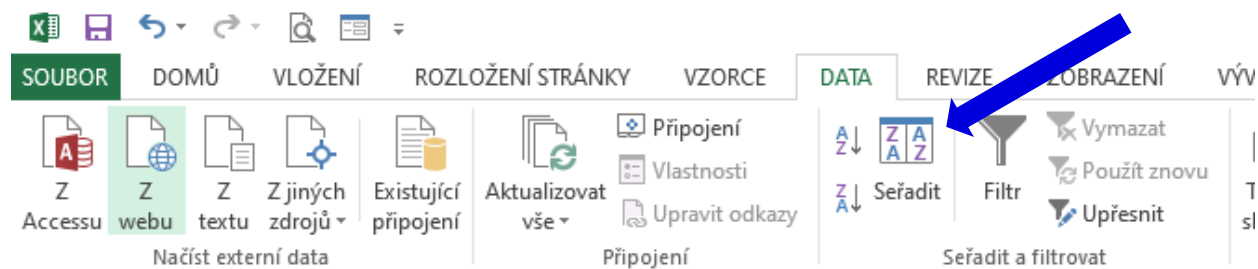 SOUBOR DOMŮ VLOŽENÍ ROZLOŽENÍ STRÁNKY VZORCE DATA REVIZE ZOBRAZENÍ
Z Accessu
Z webu
Z textu
Z jiných zdrojů
Existující připojení
Načíst externí data
Aktualizovat vše
Připojení
Vlastnosti
Upravit odkazy
Připojení
Seřadit
Filtr
Vymazat
Použít znovu
Upřesnit
Seřadit a filtrovat